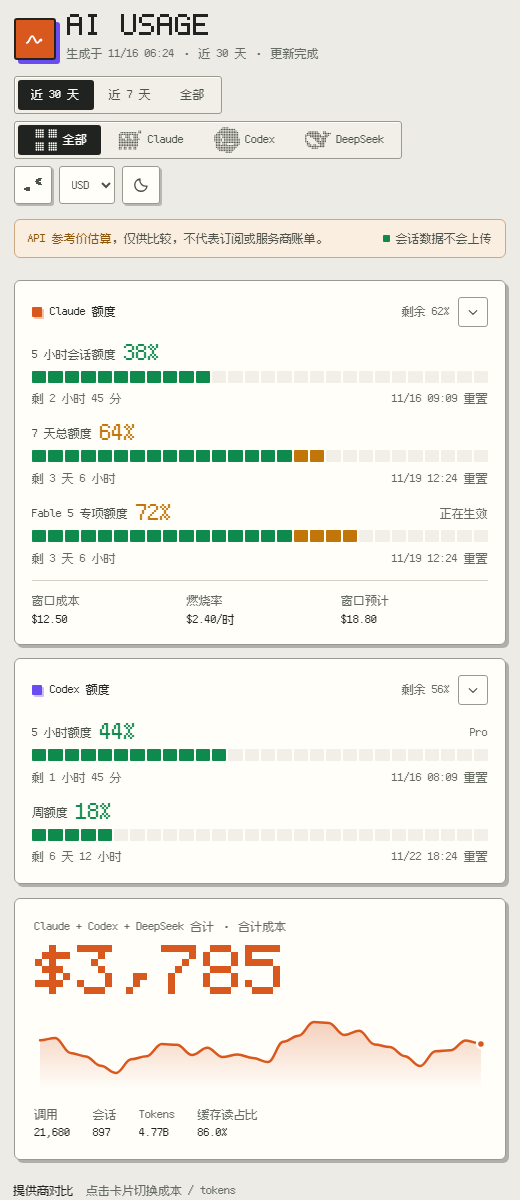 AI USAGE
生成于 11/16 06:24 · 近 30 天 · 更新完成
近 30 天 近 7 天 全部
全部 Claude Codex DeepSeek
USD
API 参考价估算，仅供比较，不代表订阅或服务商账单。 会话数据不会上传
Claude 额度 剩余 62%
5 小时会话额度 38%
剩 2 小时 45 分 11/16 09:09 重置
7 天总额度 64%
剩 3 天 6 小时 11/19 12:24 重置
Fable 5 专项额度 72% 正在生效
剩 3 天 6 小时 11/19 12:24 重置
窗口成本 燃烧率 窗口预计
$12.50 $2.40/时 $18.80
Codex 额度 剩余 56%
5 小时额度 44% Pro
剩 1 小时 45 分 11/16 08:09 重置
周额度 18%
剩 6 天 12 小时 11/22 18:24 重置
Claude + Codex + DeepSeek 合计 · 合计成本
$3,785
调用 会话 Tokens 缓存读占比
21,680 897 4.77B 86.0%
提供商对比 点击卡片切换成本 / tokens